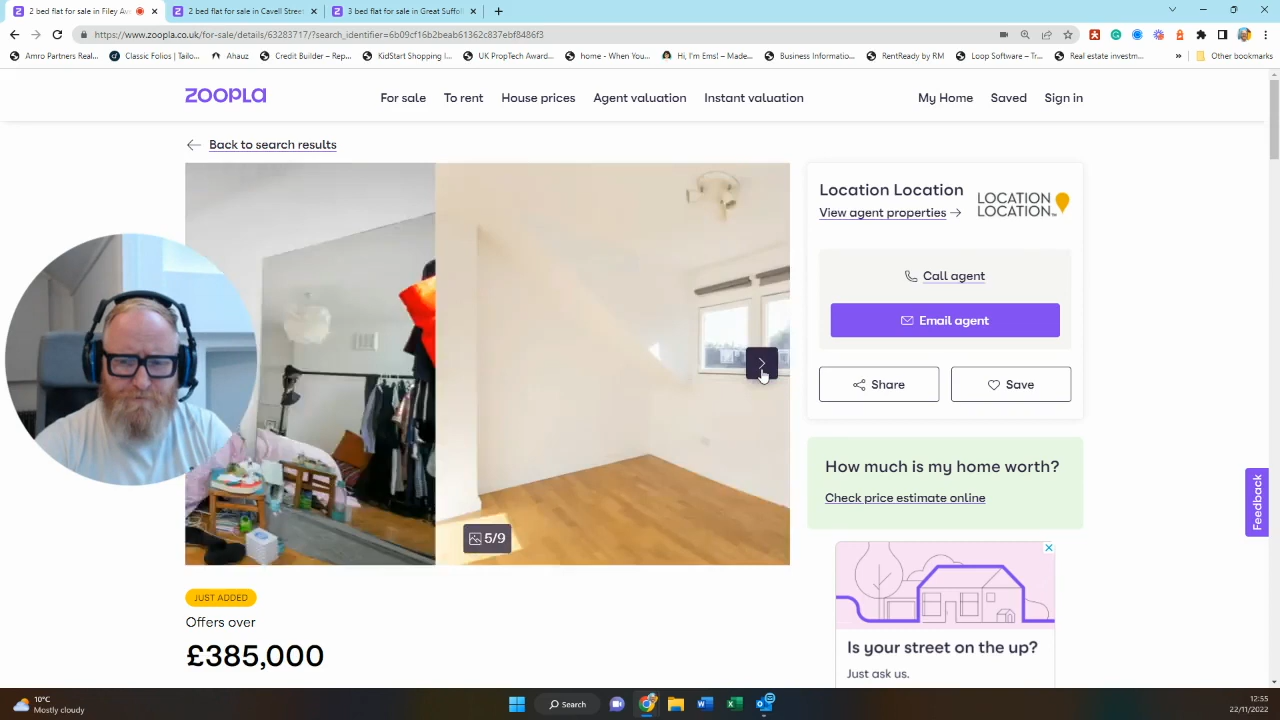 2 bed flat for sale in Filey Av
2 bed flat for sale in Cavell Street
3 bed flat for sale in Great Suffol
https://www.zoopla.co.uk/for-sale/details/63283717/?search_identifier=6b09cf16b2beab61362c837ebf8486f3
Amro Partners Real...
Classic Folios | Tailo...
Ahauz
Credit Builder – Rep...
KidStart Shopping I...
UK PropTech Award...
home - When You...
Hi, I'm Ems! – Made...
Business Informatio...
RentReady by RM
Loop Software – Tr...
Real estate investm...
Other bookmarks
ZOOPLA
For sale
To rent
House prices
Agent valuation
Instant valuation
My Home
Saved
Sign in
Back to search results
Location Location
View agent properties
LOCATION
LOCATION
Call agent
Email agent
Share
Save
How much is my home worth?
Check price estimate online
Feedback
5/9
JUST ADDED
Offers over
£385,000
Is your street on the up?
Just ask us.
10°C
Mostly cloudy
Search
12:55
22/11/2022